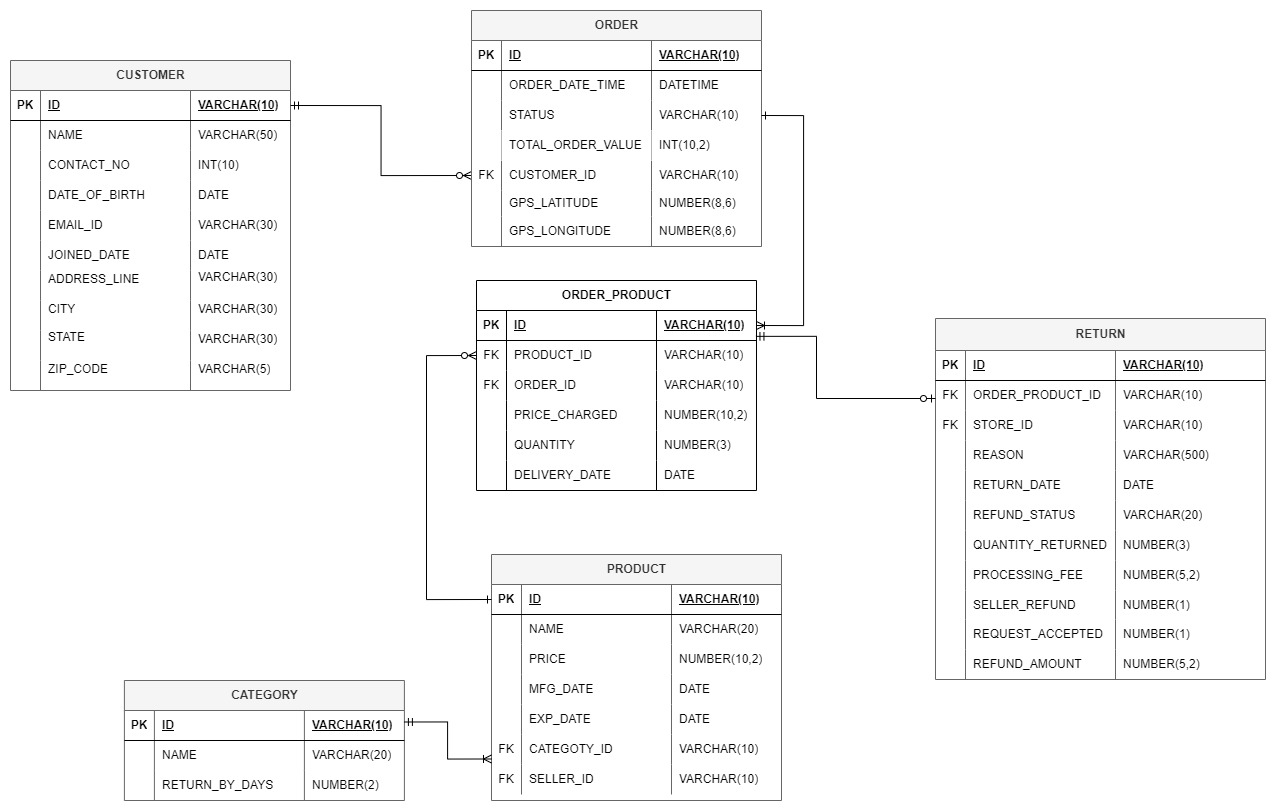 ORDER
PK ID VARCHAR(10)
ORDER_DATE_TIME DATETIME
STATUS VARCHAR(10)
TOTAL_ORDER_VALUE INT(10,2)
FK CUSTOMER_ID VARCHAR(10)
GPS_LATITUDE NUMBER(8,6)
GPS_LONGITUDE NUMBER(8,6)
CUSTOMER
PK ID VARCHAR(10)
NAME VARCHAR(50)
CONTACT_NO INT(10)
DATE_OF_BIRTH DATE
EMAIL_ID VARCHAR(30)
JOINED_DATE DATE
ADDRESS_LINE VARCHAR(30)
CITY VARCHAR(30)
STATE VARCHAR(30)
ZIP_CODE VARCHAR(5)
ORDER_PRODUCT
PK ID VARCHAR(10)
FK PRODUCT_ID VARCHAR(10)
FK ORDER_ID VARCHAR(10)
PRICE_CHARGED NUMBER(10,2)
QUANTITY NUMBER(3)
DELIVERY_DATE DATE
RETURN
PK ID VARCHAR(10)
FK ORDER_PRODUCT_ID VARCHAR(10)
FK STORE_ID VARCHAR(10)
REASON VARCHAR(500)
RETURN_DATE DATE
REFUND_STATUS VARCHAR(20)
QUANTITY_RETURNED NUMBER(3)
PROCESSING_FEE NUMBER(5,2)
SELLER_REFUND NUMBER(1)
REQUEST_ACCEPTED NUMBER(1)
REFUND_AMOUNT NUMBER(5,2)
PRODUCT
PK ID VARCHAR(10)
NAME VARCHAR(20)
PRICE NUMBER(10,2)
MFG_DATE DATE
EXP_DATE DATE
FK CATEGOTY_ID VARCHAR(10)
FK SELLER_ID VARCHAR(10)
CATEGORY
PK ID VARCHAR(10)
NAME VARCHAR(20)
RETURN_BY_DAYS NUMBER(2)